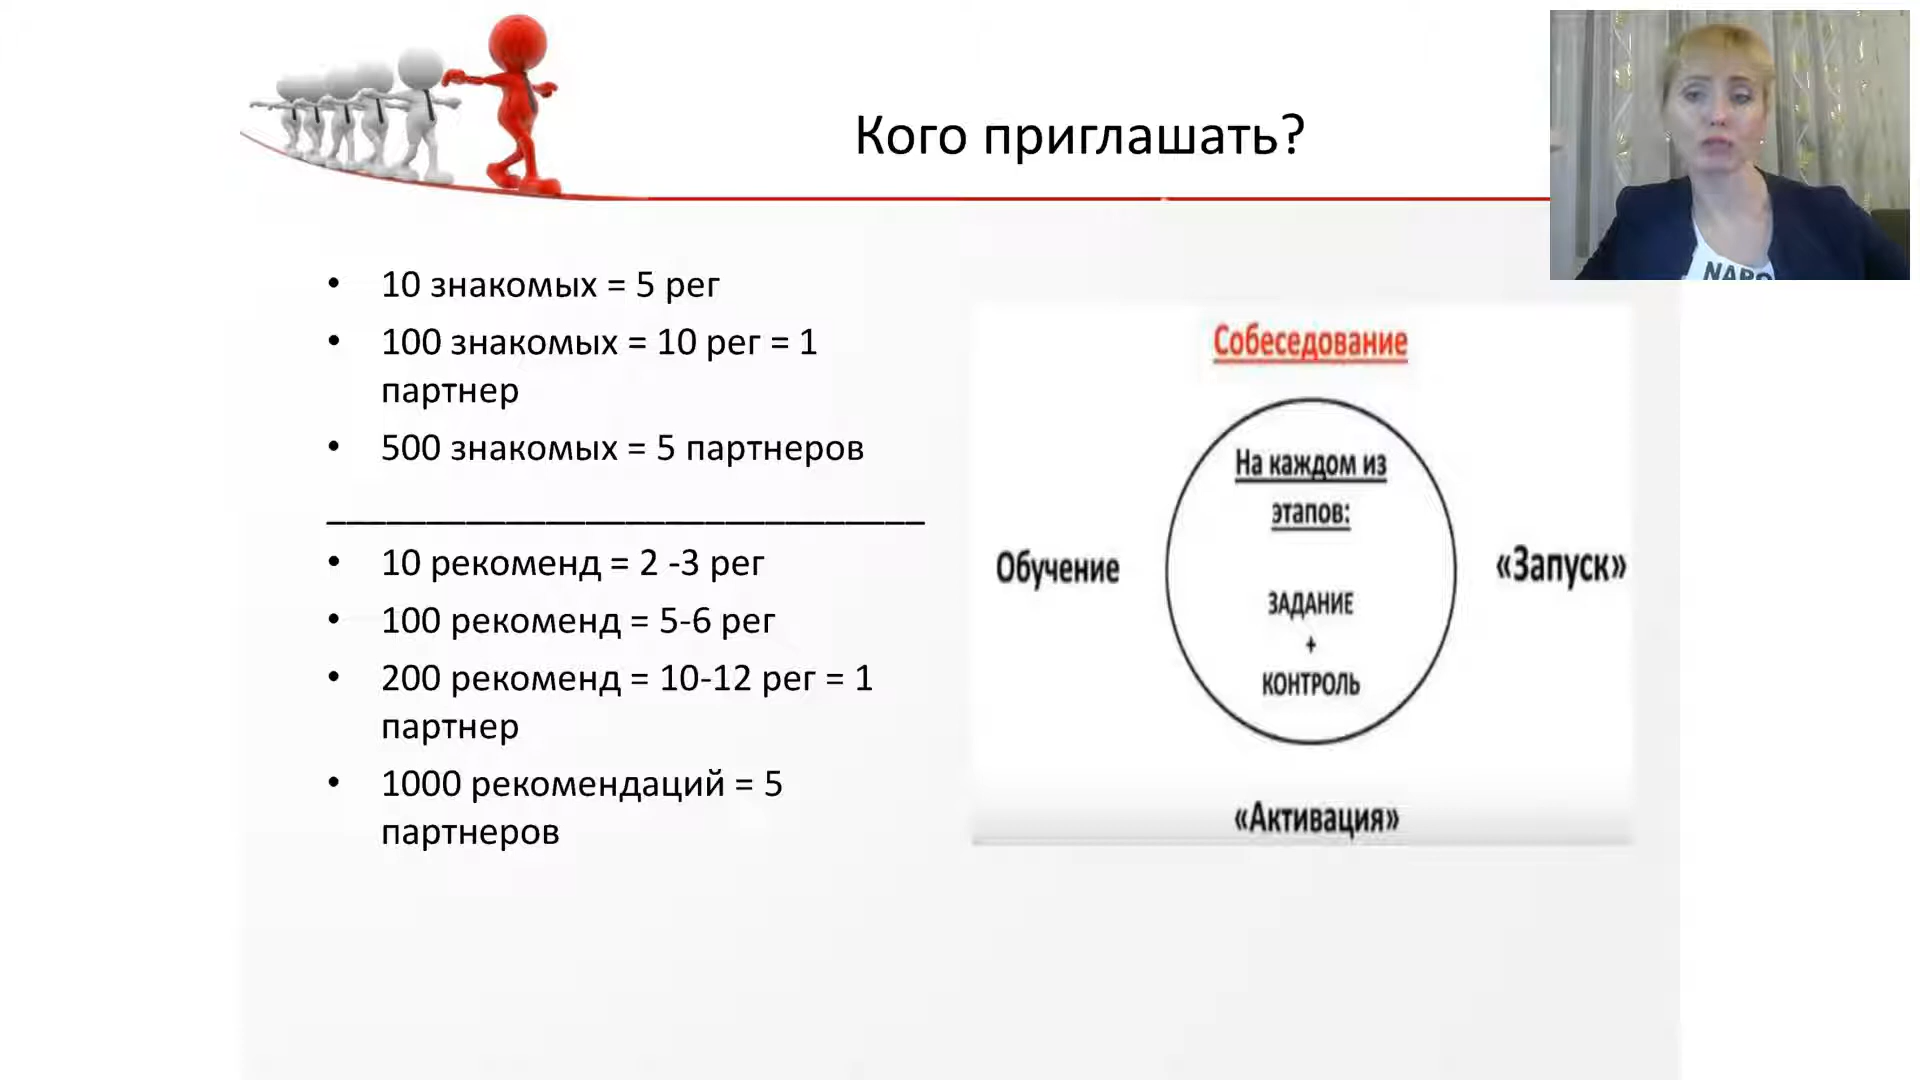 Кого приглашать?
• 10 знакомых = 5 рег
• 100 знакомых = 10 рег = 1
партнер
• 500 знакомых = 5 партнеров
______________________________
• 10 рекоменд = 2 -3 рег
• 100 рекоменд = 5-6 рег
• 200 рекоменд = 10-12 рег = 1
партнер
• 1000 рекомендаций = 5
партнеров
Собеседование
На каждом из
этапов:
ЗАДАНИЕ
+
КОНТРОЛЬ
Обучение
«Запуск»
«Активация»